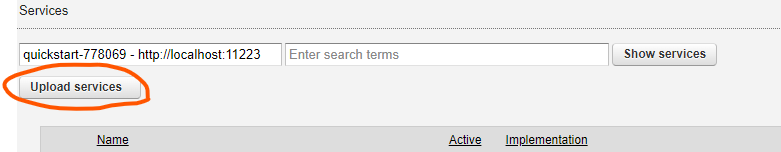 Services
quickstart-778069 - http://localhost:11223 Enter search terms Show services
Upload services
Name Active Implementation